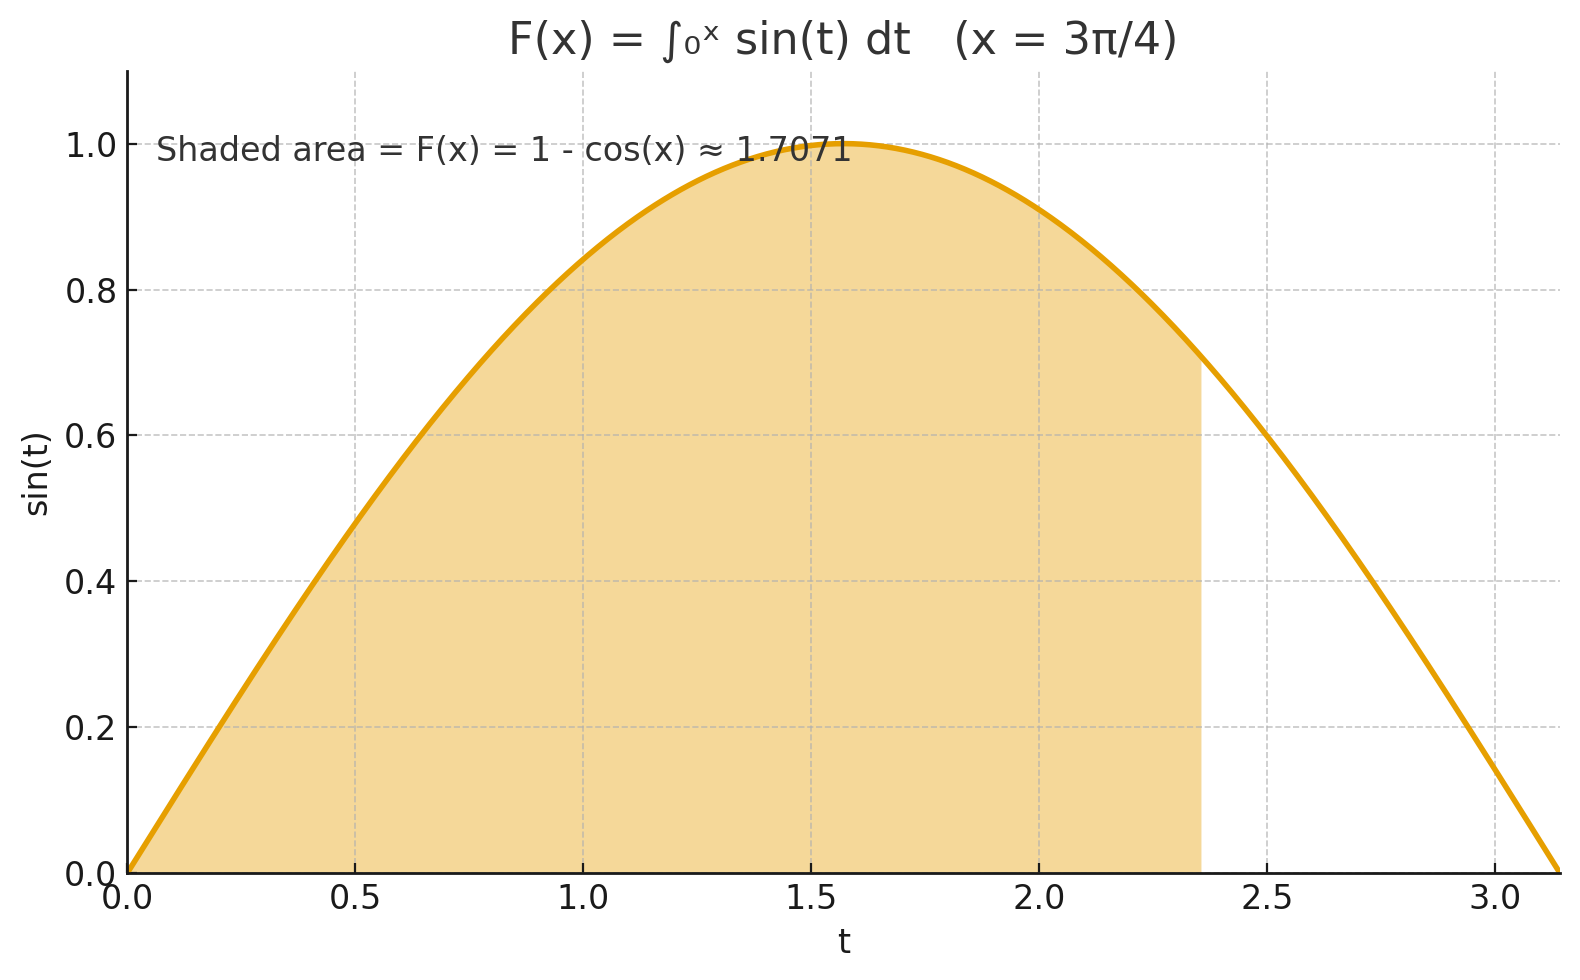 F(x) = ∫₀ˣ sin(t) dt   (x = 3π/4)
Shaded area = F(x) = 1 - cos(x) ≈ 1.7071
sin(t)
1.0
0.8
0.6
0.4
0.2
0.0
0.0 0.5 1.0 1.5 2.0 2.5 3.0
t